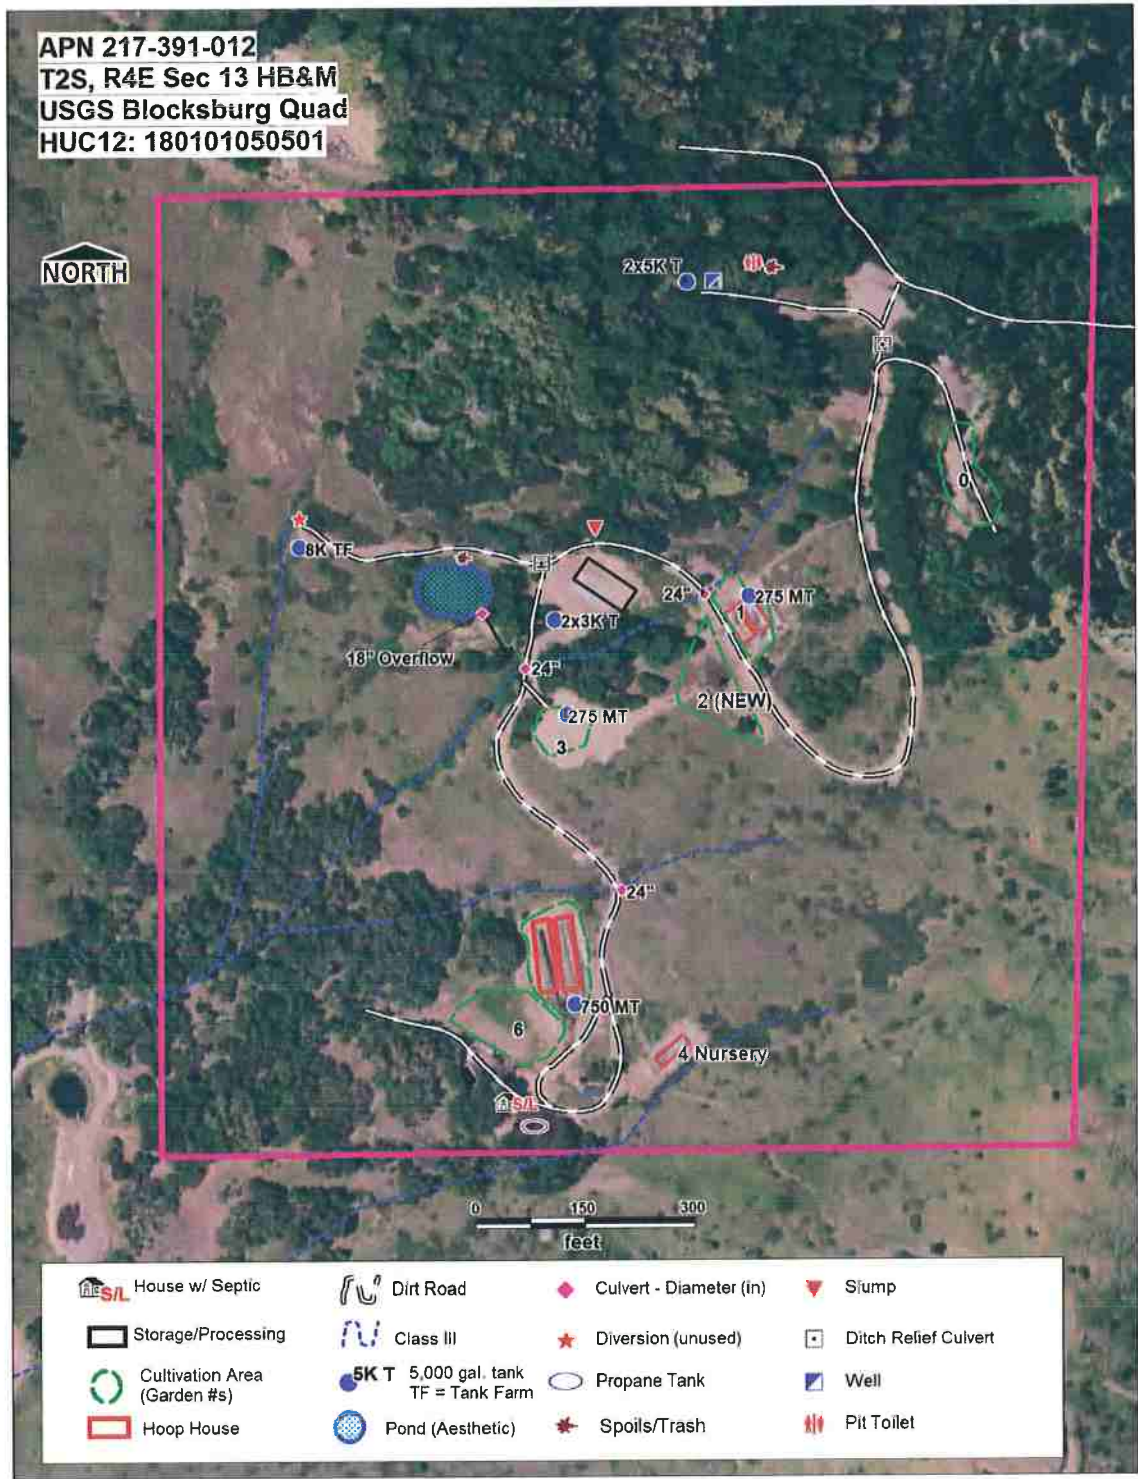 APN 217-391-012
T2S, R4E Sec 13 HB&M
USGS Blocksburg Quad
HUC12: 180101050501
NORTH
2x5K T
0
8K TF
24"
275 MT
1
2x3K T
18" Overflow
24"
2 (NEW)
275 MT
3
24"
750 MT
6
4 Nursery
S/L
0 150 300
feet
S/L House w/ Septic
Dirt Road
Culvert - Diameter (in)
Slump
Storage/Processing
Class III
Diversion (unused)
Ditch Relief Culvert
Cultivation Area
(Garden #s)
5K T 5,000 gal. tank
TF = Tank Farm
Propane Tank
Well
Hoop House
Pond (Aesthetic)
Spoils/Trash
Pit Toilet